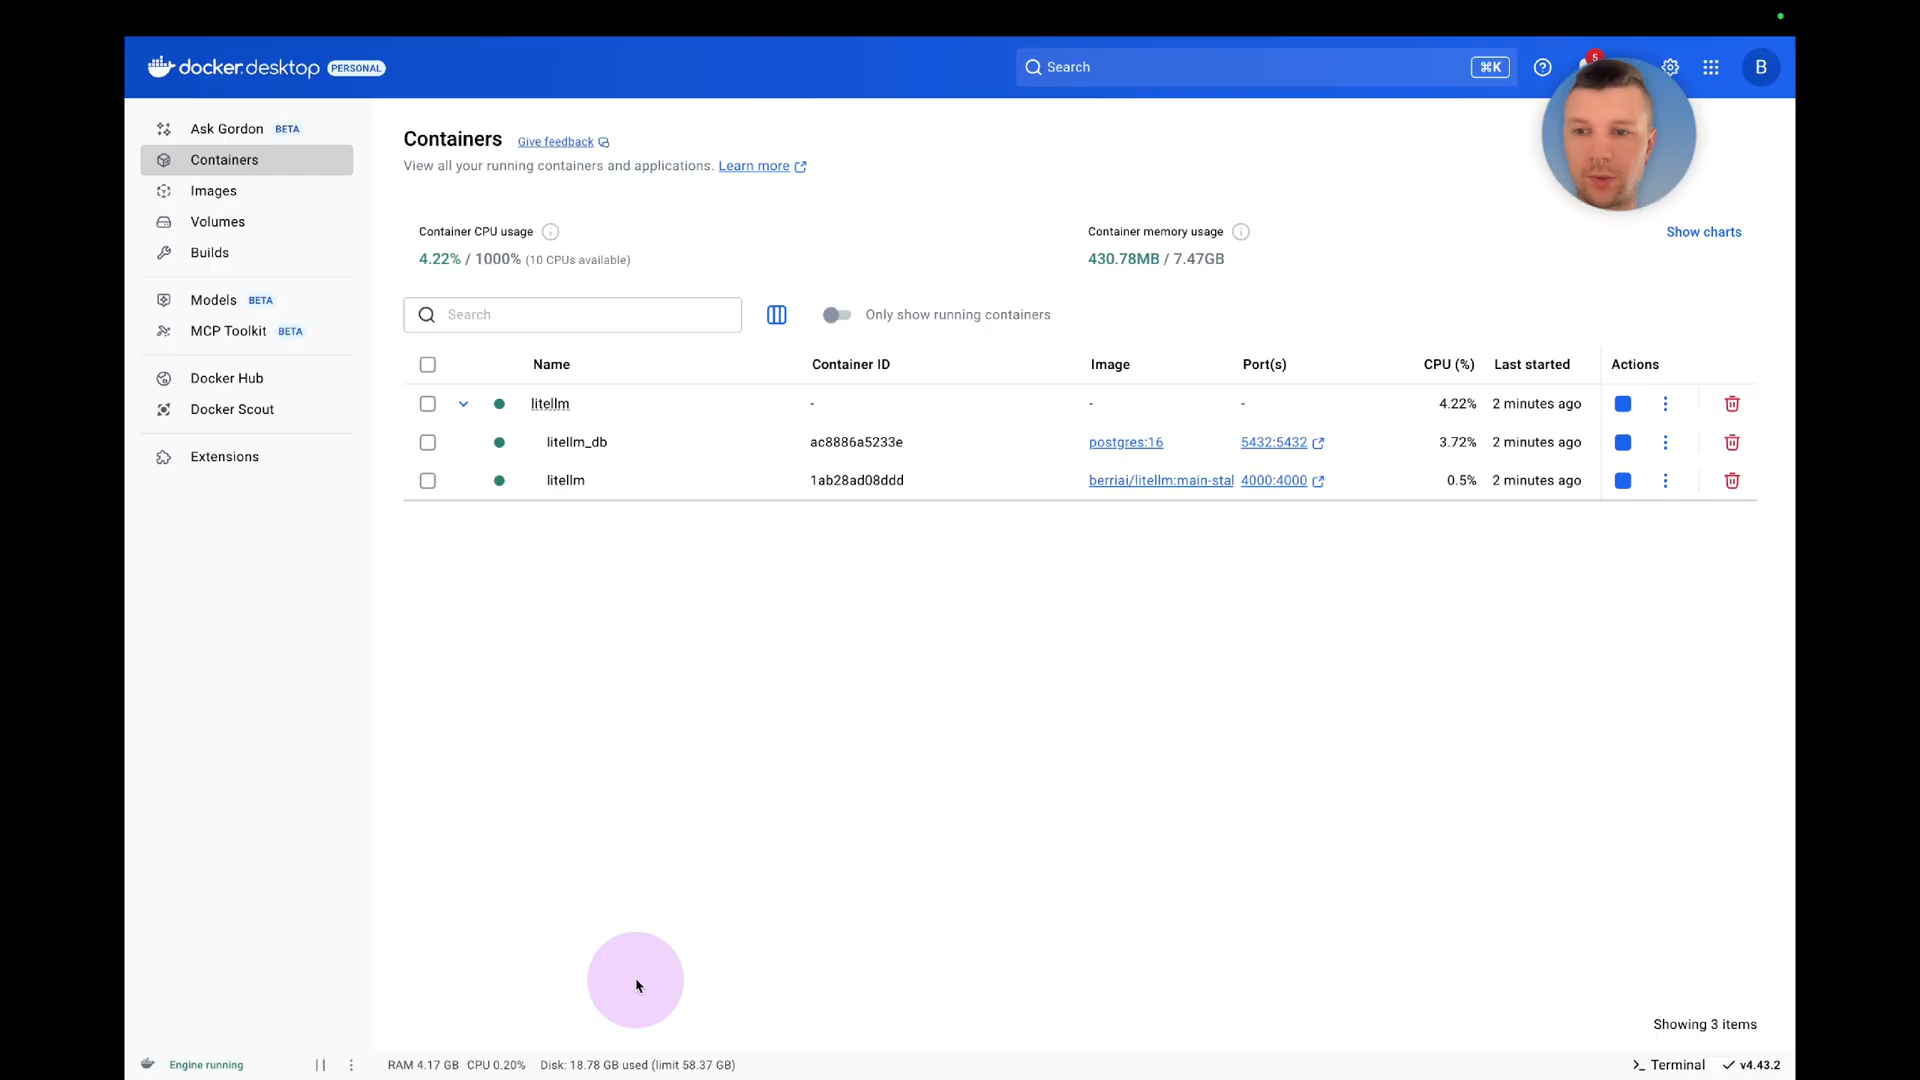 docker.desktop PERSONAL
Search
⌘K
5
B
Ask Gordon BETA
Containers
Images
Volumes
Builds
Models BETA
MCP Toolkit BETA
Docker Hub
Docker Scout
Extensions
Containers Give feedback
View all your running containers and applications. Learn more
Container CPU usage
4.22% / 1000% (10 CPUs available)
Container memory usage
430.78MB / 7.47GB
Show charts
Search
Only show running containers
Name Container ID Image Port(s) CPU (%) Last started Actions
litellm - - - 4.22% 2 minutes ago
litellm_db ac8886a5233e postgres:16 5432:5432 3.72% 2 minutes ago
litellm 1ab28ad08ddd berriai/litellm:main-stal 4000:4000 0.5% 2 minutes ago
Showing 3 items
Engine running
RAM 4.17 GB CPU 0.20% Disk: 18.78 GB used (limit 58.37 GB)
>_ Terminal
v4.43.2